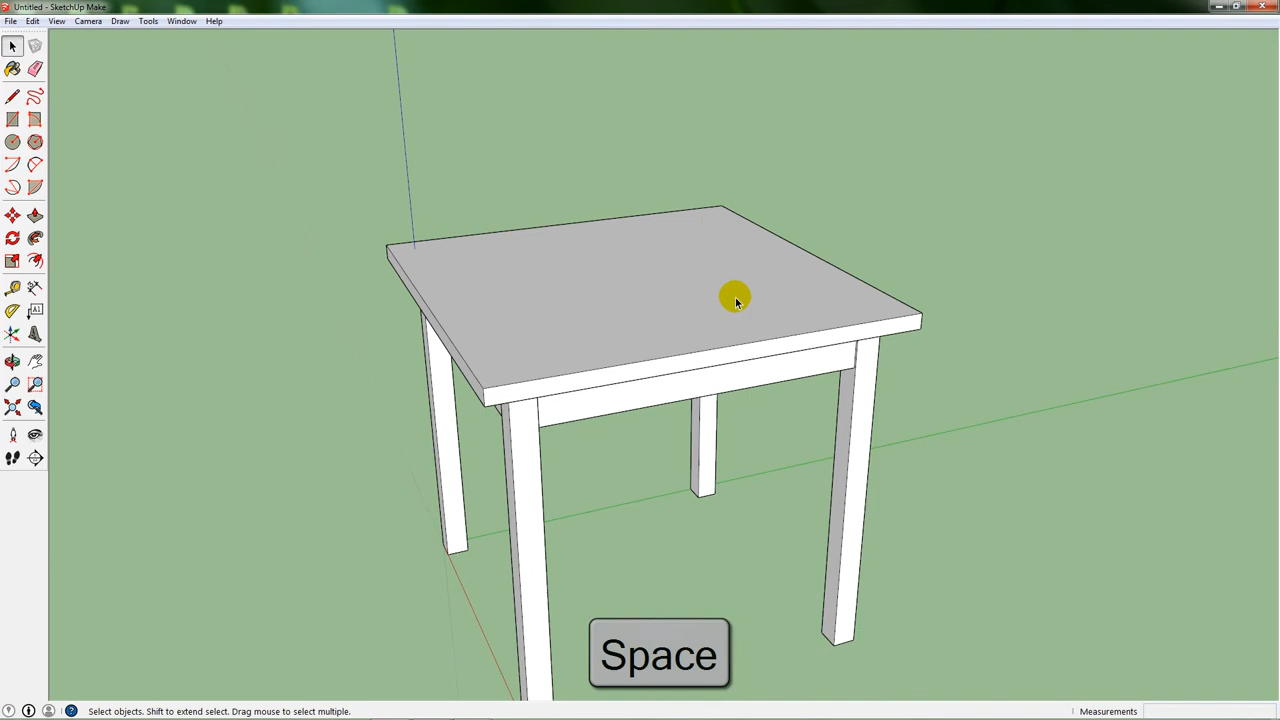 Untitled - SketchUp Make
File Edit View Camera Draw Tools Window Help
A1
Space
Select objects. Shift to extend select. Drag mouse to select multiple.
Measurements